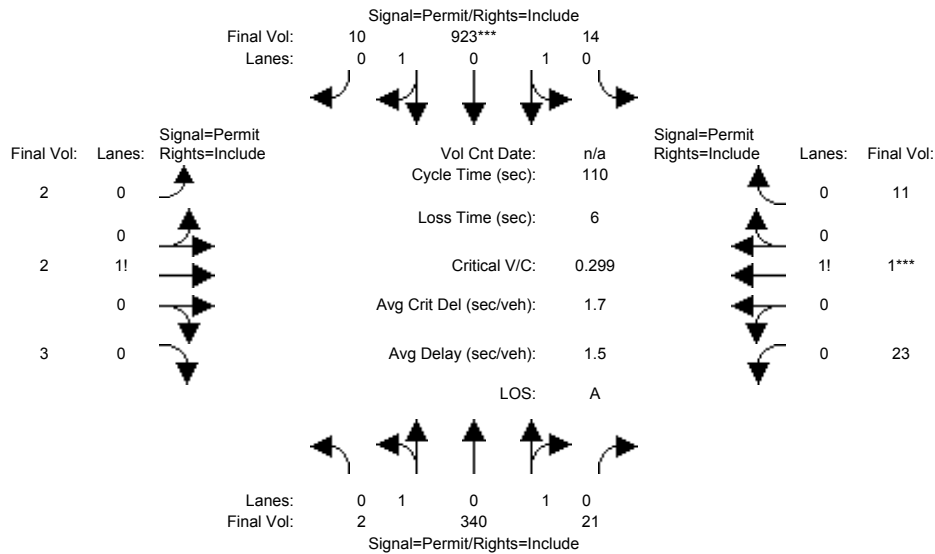 Signal=Permit/Rights=Include
Final Vol: 10 923*** 14
Lanes: 0 1 0 1 0
Signal=Permit Signal=Permit
Final Vol: Lanes: Rights=Include Vol Cnt Date: n/a Rights=Include Lanes: Final Vol:
Cycle Time (sec): 110
2 0 0 11
Loss Time (sec): 6
0 0
2 1! Critical V/C: 0.299 1! 1***
0 Avg Crit Del (sec/veh): 1.7 0
3 0 Avg Delay (sec/veh): 1.5 0 23
LOS: A
Lanes: 0 1 0 1 0
Final Vol: 2 340 21
Signal=Permit/Rights=Include